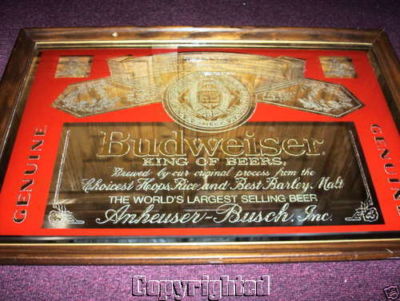 GENUINE
Budweiser
KING OF BEERS,
Brewed by our original process from the
Choicest Hops, Rice and Best Barley Malt
THE WORLD'S LARGEST SELLING BEER
Anheuser-Busch, Inc.
GENUINE
Copyrighted